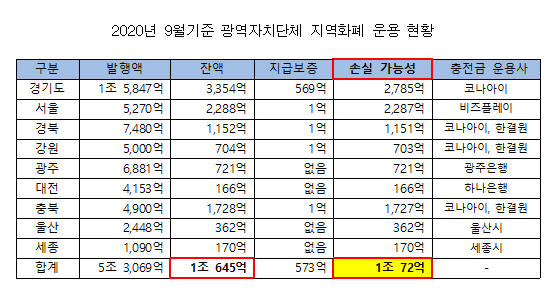 2020년 9월기준 광역자치단체 지역화폐 운용 현황
구분 발행액 잔액 지급보증 손실 가능성 충전금 운용사
경기도 1조 5,847억 3,354억 569억 2,785억 코나아이
서울 5,270억 2,288억 1억 2,287억 비즈플레이
경북 7,480억 1,152억 1억 1,151억 코나아이, 한결원
강원 5,000억 704억 1억 703억 코나아이, 한결원
광주 6,881억 721억 없음 721억 광주은행
대전 4,153억 166억 없음 166억 하나은행
충북 4,900억 1,728억 1억 1,727억 코나아이, 한결원
울산 2,448억 362억 없음 362억 울산시
세종 1,090억 170억 없음 170억 세종시
합계 5조 3,069억 1조 645억 573억 1조 72억 -